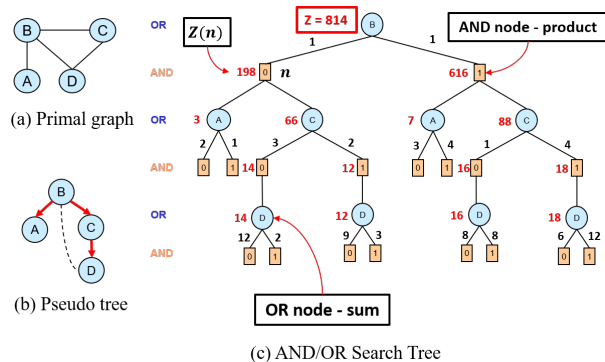 B
C
A
D
(a) Primal graph
B
A
C
D
(b) Pseudo tree
OR
Z = 814
B
Z(n)
1
1
AND node - product
AND
198
0
n
616
1
OR
3
A
66
C
7
A
88
C
2
1
3
2
3
4
1
4
AND
0
1
14
0
12
1
0
1
16
0
18
1
OR
14
D
12
D
16
D
18
D
12
2
9
3
8
8
6
12
AND
0
1
0
1
0
1
0
1
OR node - sum
(c) AND/OR Search Tree